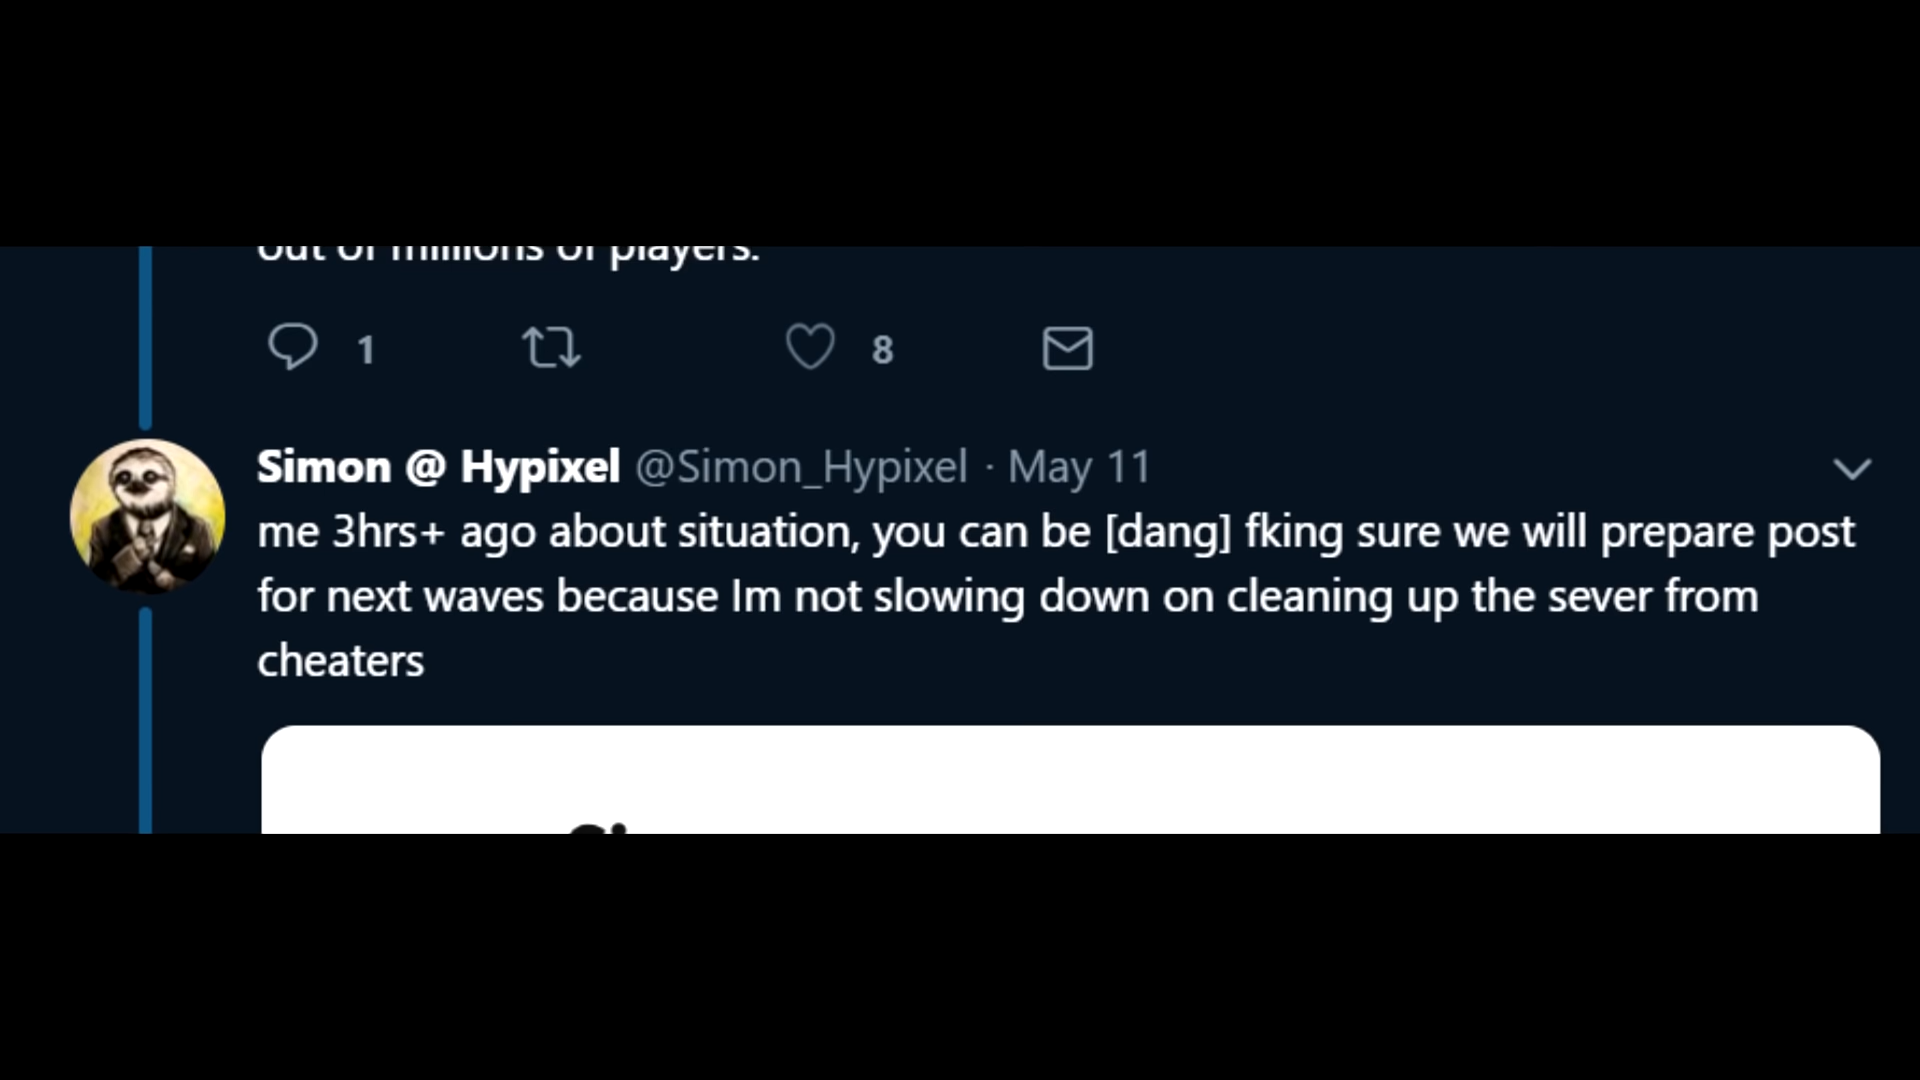 out of millions of players.
1 8
Simon @ Hypixel @Simon_Hypixel · May 11
me 3hrs+ ago about situation, you can be [dang] fking sure we will prepare post
for next waves because Im not slowing down on cleaning up the sever from
cheaters